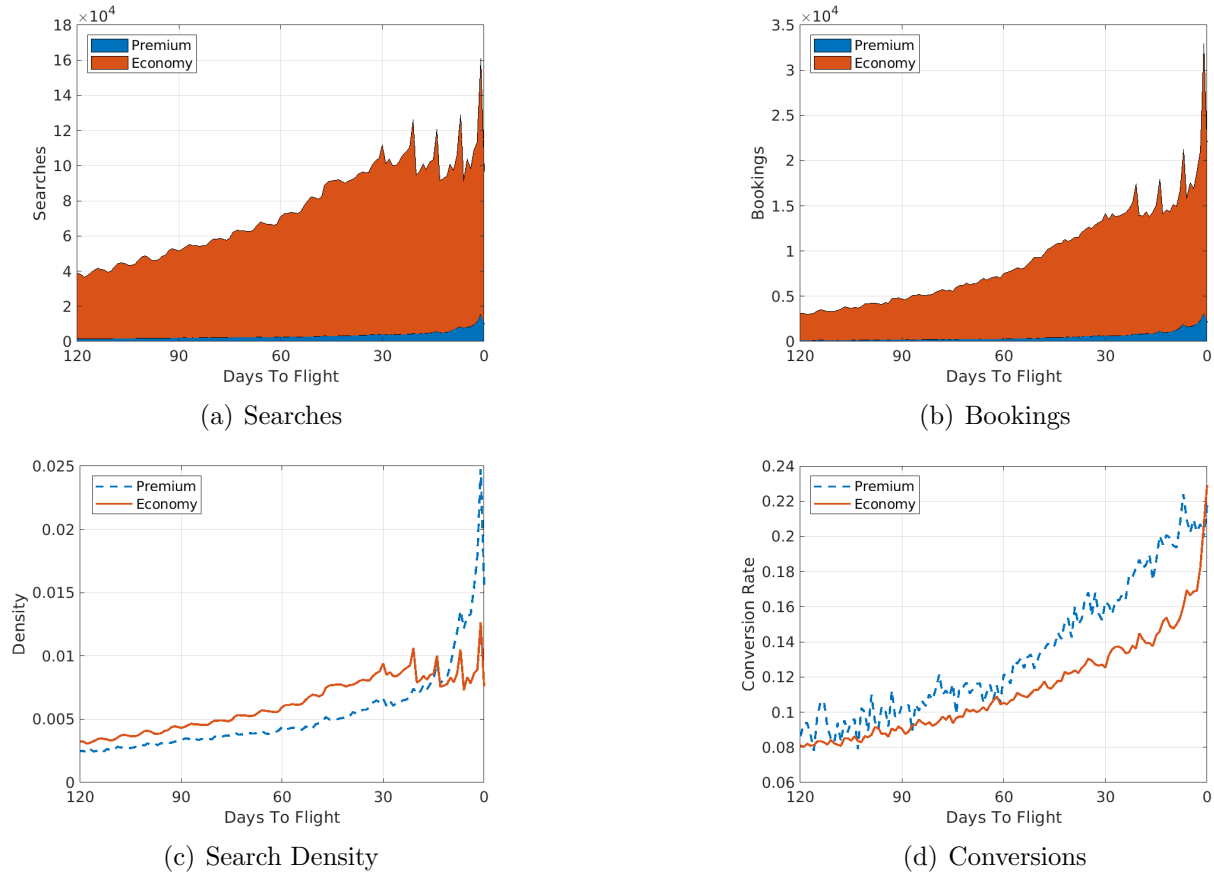 ×10⁴
18
16
14
12
10
8
6
4
2
0
Searches
Premium
Economy
120
90
60
30
0
Days To Flight
(a) Searches
×10⁴
3.5
3
2.5
2
1.5
1
0.5
0
Bookings
Premium
Economy
120
90
60
30
0
Days To Flight
(b) Bookings
0.025
0.02
0.015
0.01
0.005
0
Density
Premium
Economy
120
90
60
30
0
Days To Flight
(c) Search Density
0.24
0.22
0.2
0.18
0.16
0.14
0.12
0.1
0.08
0.06
Conversion Rate
Premium
Economy
120
90
60
30
0
Days To Flight
(d) Conversions